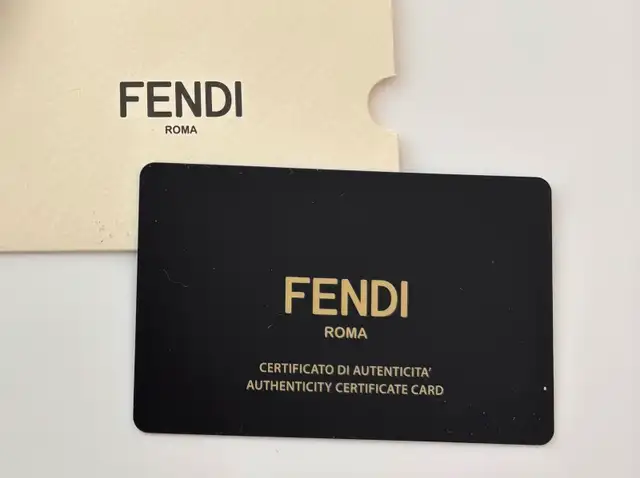 FENDI
ROMA
FENDI
ROMA
CERTIFICATO DI AUTENTICITA'
AUTHENTICITY CERTIFICATE CARD